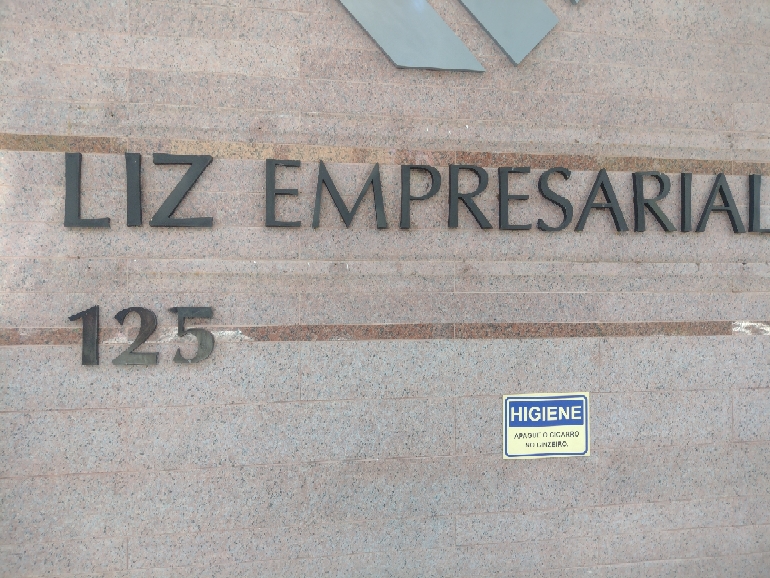 LIZ EMPRESARIAL
125
HIGIENE
APAGUE O CIGARRO
NO CINZEIRO.